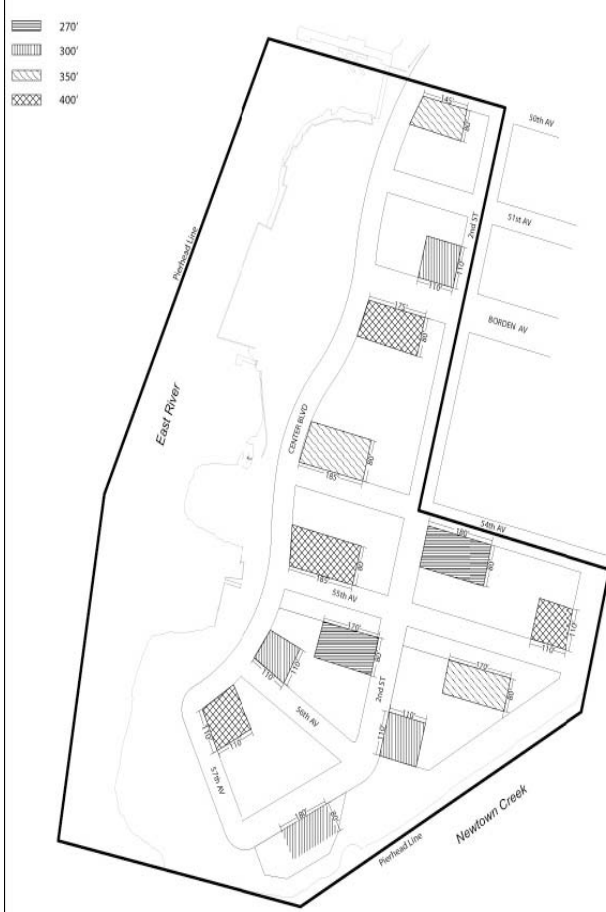 270'
300'
350'
400'
145'
80'
50th AV
51st AV
2nd ST
110'
110'
175'
80'
BORDEN AV
Pierhead Line
East River
CENTER BLVD
80'
185'
54th AV
180'
80'
80'
185'
55th AV
110'
110'
170'
80'
110'
110'
170'
80'
2nd ST
56th AV
110'
110'
110'
110
57th AV
180'
80'
Pierhead Line
Newtown Creek